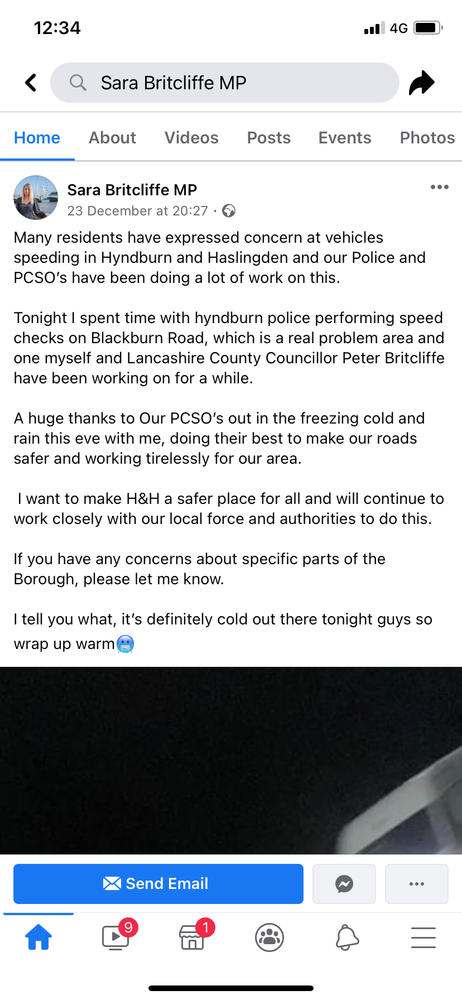 12:34
4G
Sara Britcliffe MP
Home About Videos Posts Events Photos
Sara Britcliffe MP
23 December at 20:27 ·
Many residents have expressed concern at vehicles
speeding in Hyndburn and Haslingden and our Police and
PCSO’s have been doing a lot of work on this.
Tonight I spent time with hyndburn police performing speed
checks on Blackburn Road, which is a real problem area and
one myself and Lancashire County Councillor Peter Britcliffe
have been working on for a while.
A huge thanks to Our PCSO’s out in the freezing cold and
rain this eve with me, doing their best to make our roads
safer and working tirelessly for our area.
I want to make H&H a safer place for all and will continue to
work closely with our local force and authorities to do this.
If you have any concerns about specific parts of the
Borough, please let me know.
I tell you what, it’s definitely cold out there tonight guys so
wrap up warm🥶
Send Email
9
1